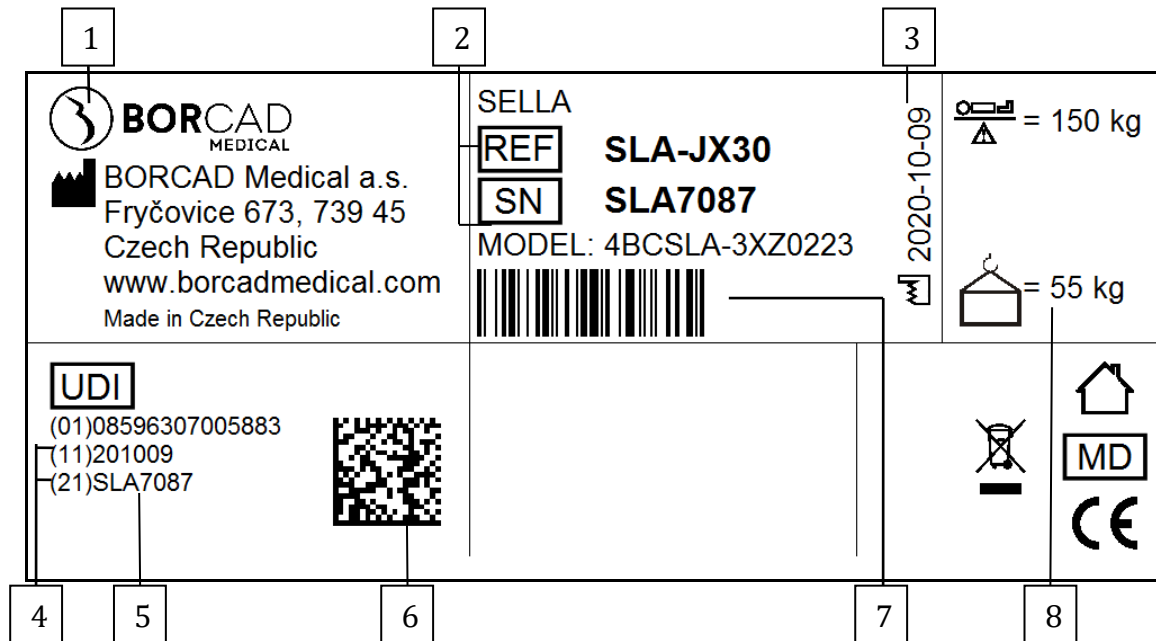 1
2
3
BORCAD
MEDICAL
BORCAD Medical a.s.
Fryčovice 673, 739 45
Czech Republic
www.borcadmedical.com
Made in Czech Republic
SELLA
REF SLA-JX30
SN SLA7087
MODEL: 4BCSLA-3XZ0223
2020-10-09
= 150 kg
= 55 kg
UDI
(01)08596307005883
(11)201009
(21)SLA7087
MD
CE
4
5
6
7
8